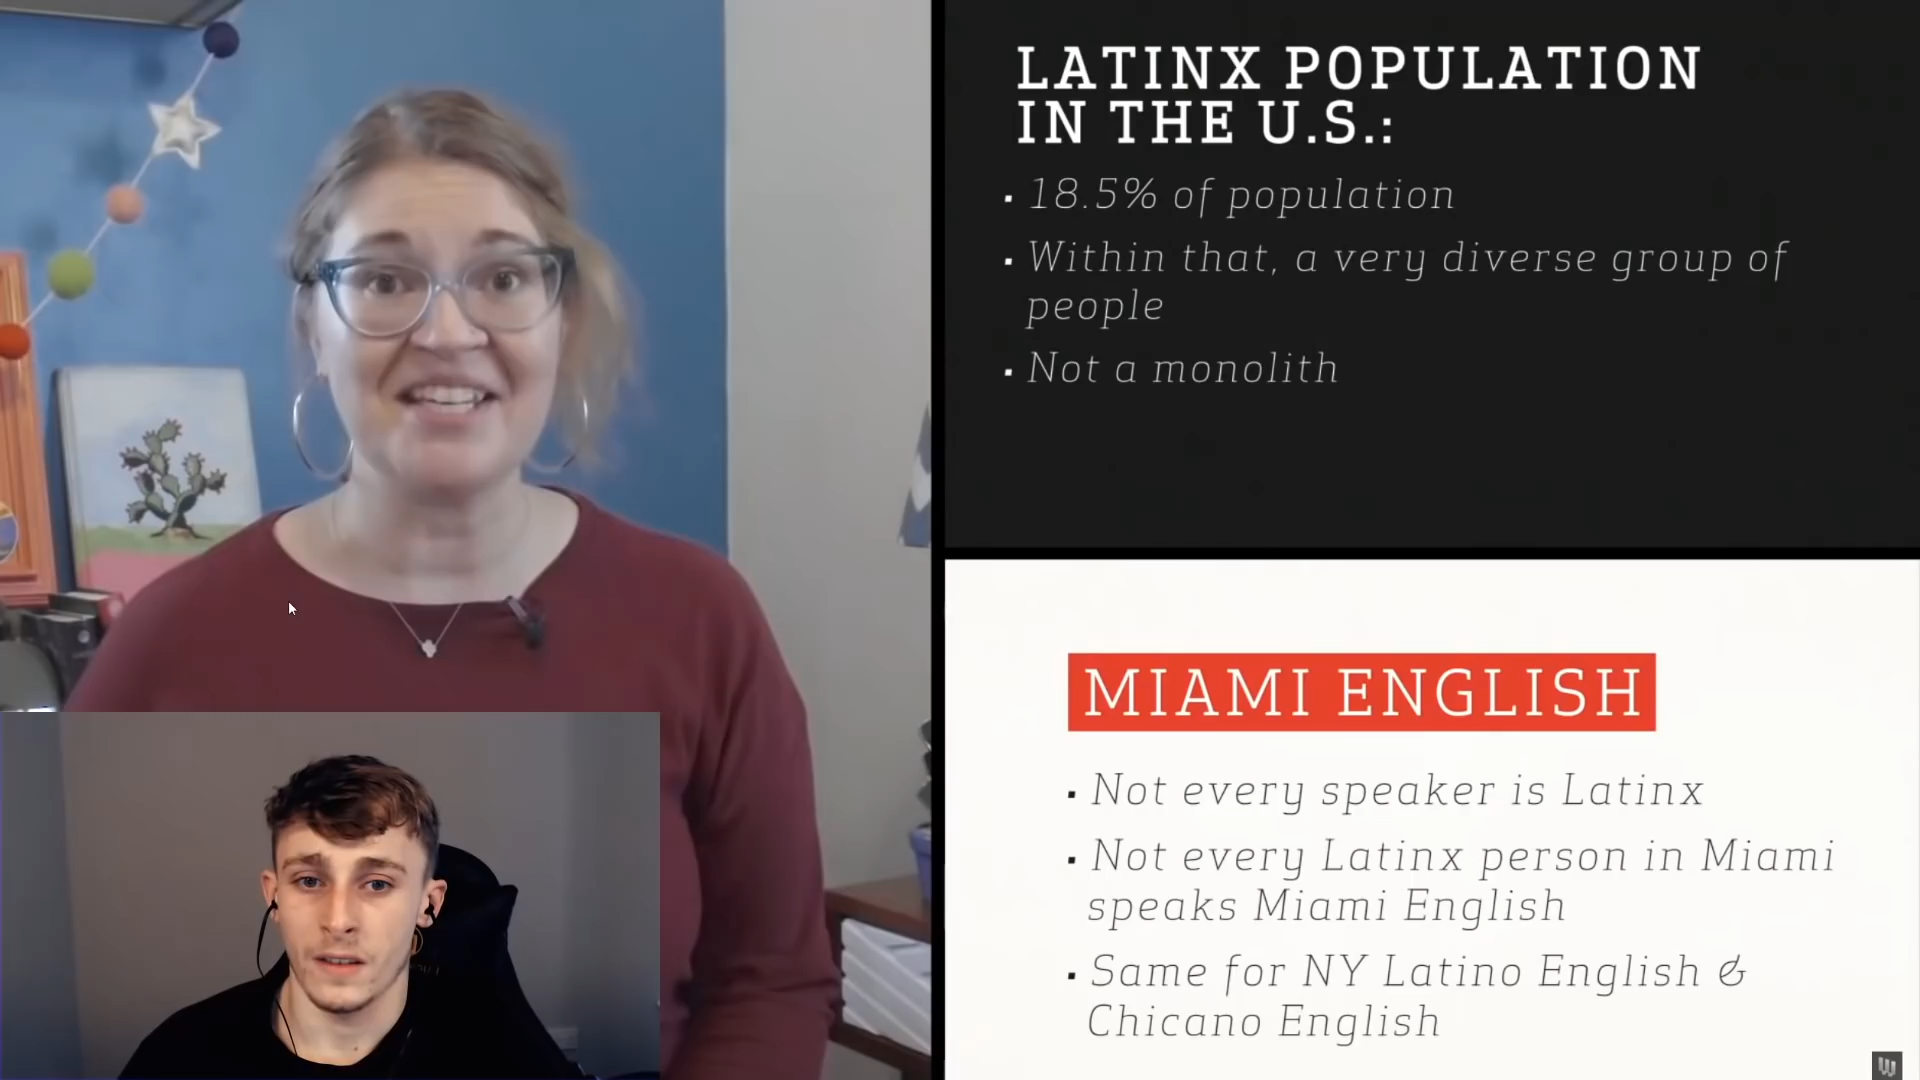 LATINX POPULATION
IN THE U.S.:
▪ 18.5% of population
▪ Within that, a very diverse group of
people
▪ Not a monolith
MIAMI ENGLISH
▪ Not every speaker is Latinx
▪ Not every Latinx person in Miami
speaks Miami English
▪ Same for NY Latino English &
Chicano English